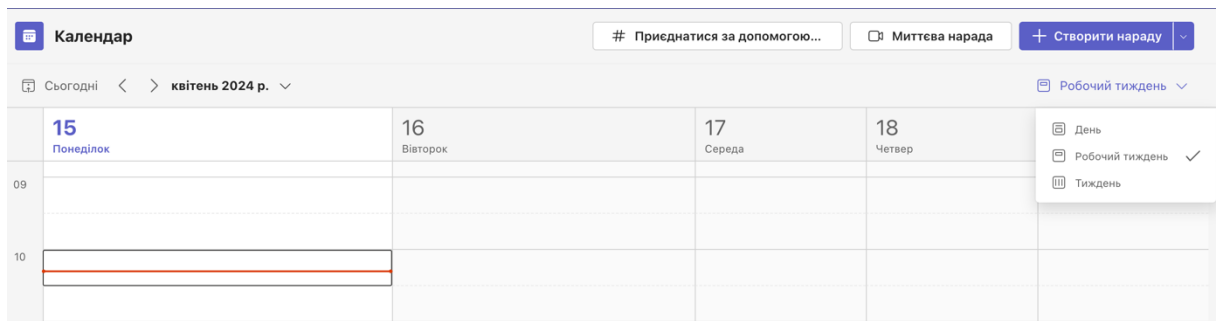 Календар
# Приєднатися за допомогою...
Миттєва нарада
+ Створити нараду
Сьогодні
квітень 2024 р.
Робочий тиждень
15
Понеділок
16
Вівторок
17
Середа
18
Четвер
День
Робочий тиждень
Тиждень
09
10